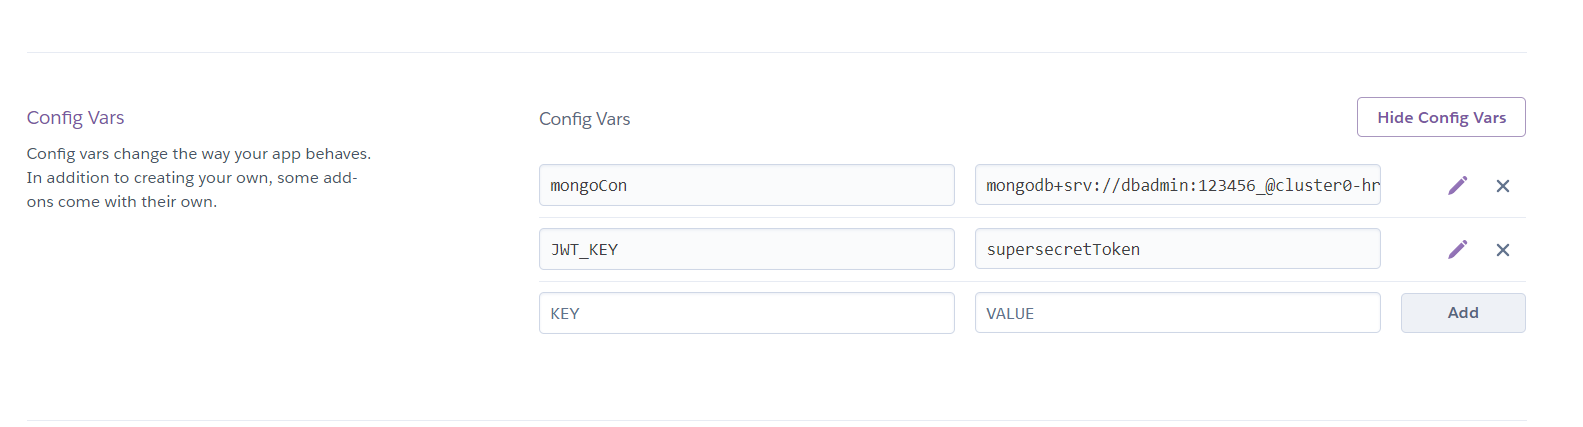 Config Vars
Config vars change the way your app behaves.
In addition to creating your own, some add-
ons come with their own.
Config Vars
Hide Config Vars
mongoCon
mongodb+srv://dbadmin:123456_@cluster0-hr
JWT_KEY
supersecretToken
KEY
VALUE
Add